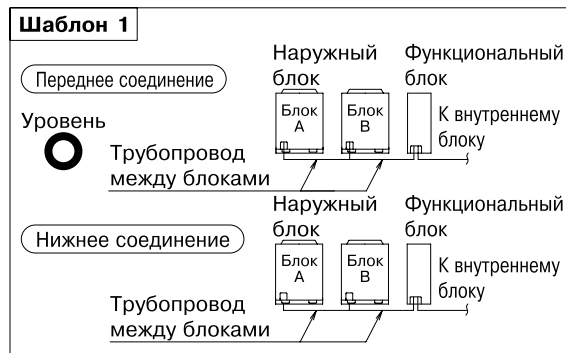 Шаблон 1
Наружный блок
Функциональный блок
Переднее соединение
Блок А
Блок В
К внутреннему блоку
Уровень
Трубопровод между блоками
Наружный блок
Функциональный блок
Нижнее соединение
Блок А
Блок В
К внутреннему блоку
Трубопровод между блоками